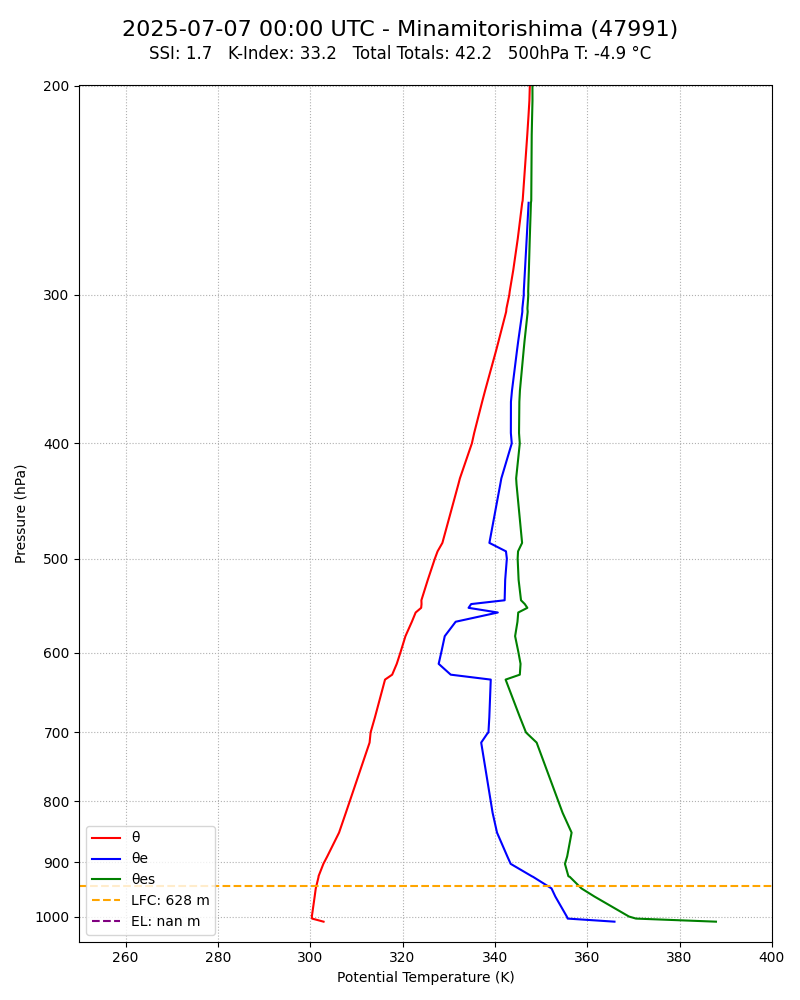 2025-07-07 00:00 UTC - Minamitorishima (47991)
SSI: 1.7   K-Index: 33.2   Total Totals: 42.2   500hPa T: -4.9 °C
200
300
400
500
600
700
800
900
1000
Pressure (hPa)
θ
θe
θes
LFC: 628 m
EL: nan m
260 280 300 320 340 360 380 400
Potential Temperature (K)